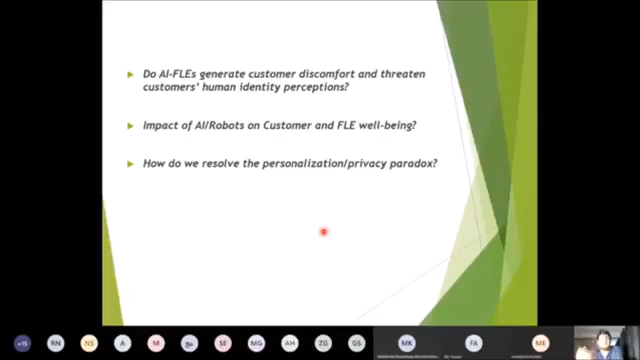 Do AI-FLEs generate customer discomfort and threaten
customers' human identity perceptions?
Impact of AI/Robots on Customer and FLE well-being?
How do we resolve the personalization/privacy paradox?
+15 RN NS A M SE MG AH ZG GS MK FA ME